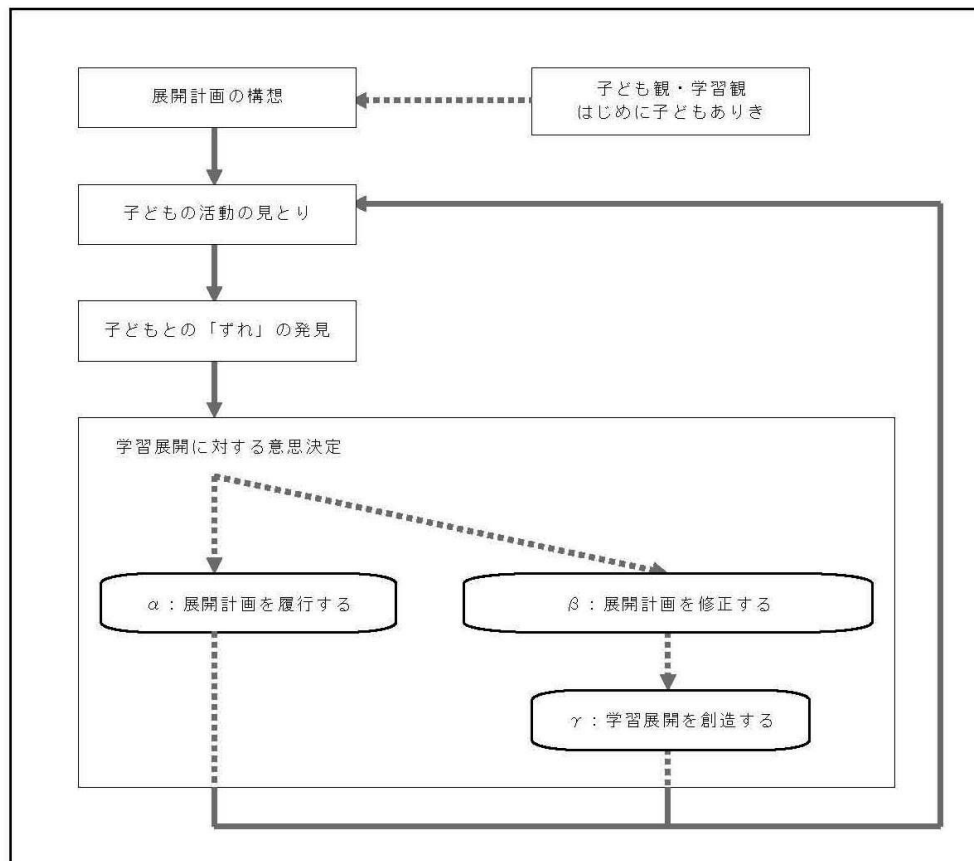 展開計画の構想
子ども観・学習観
はじめに子どもありき
子どもの活動の見とり
子どもとの「ずれ」の発見
学習展開に対する意思決定
α：展開計画を履行する
β：展開計画を修正する
γ：学習展開を創造する